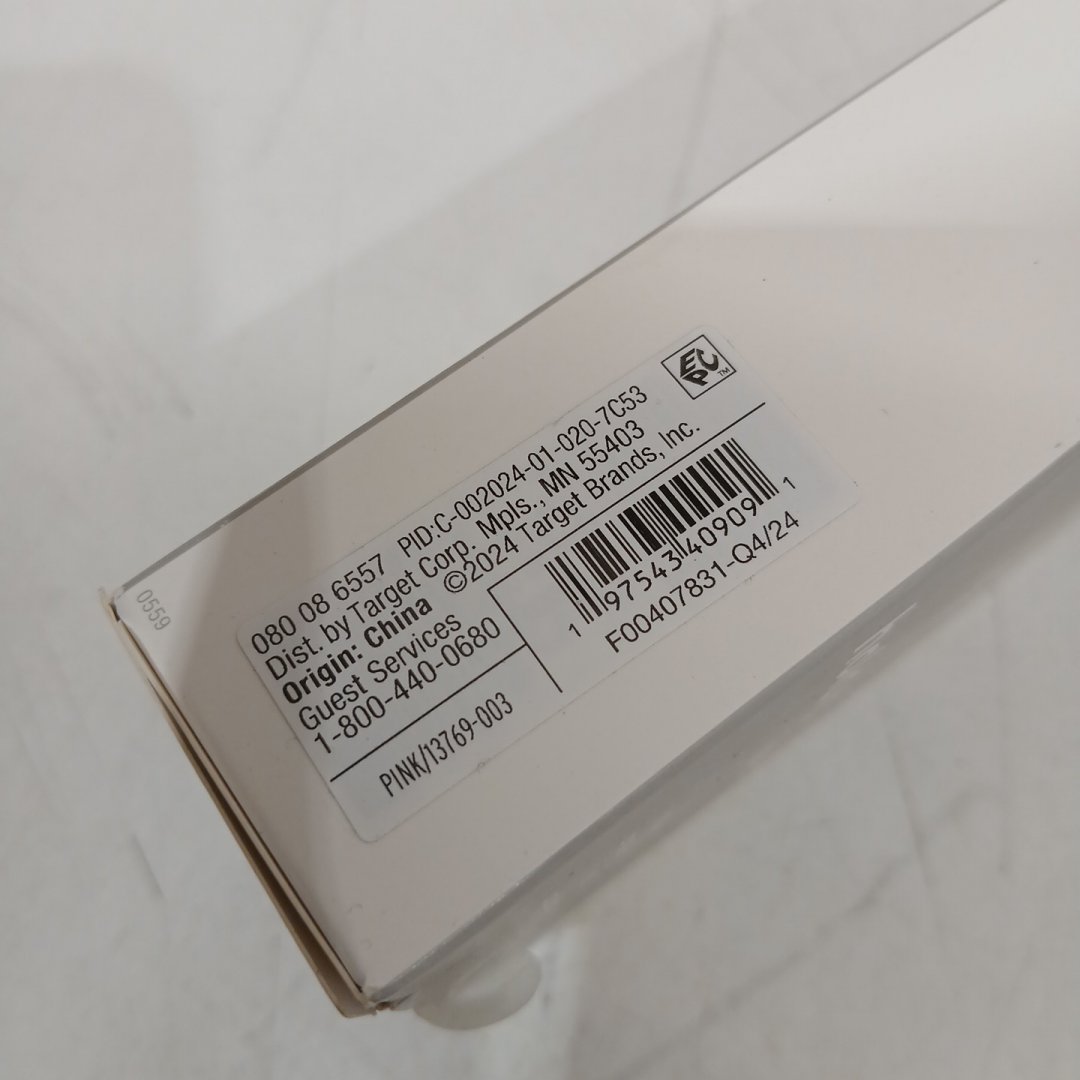 0559
080 08 6557 PID:C-002024-01-020-7C53
Dist. by Target Corp. Mpls., MN 55403
Origin: China ©2024 Target Brands, Inc.
Guest Services
1-800-440-0680
PINK/13769-003
EPC™
1 97543 40909 1
F00407831-Q4/24